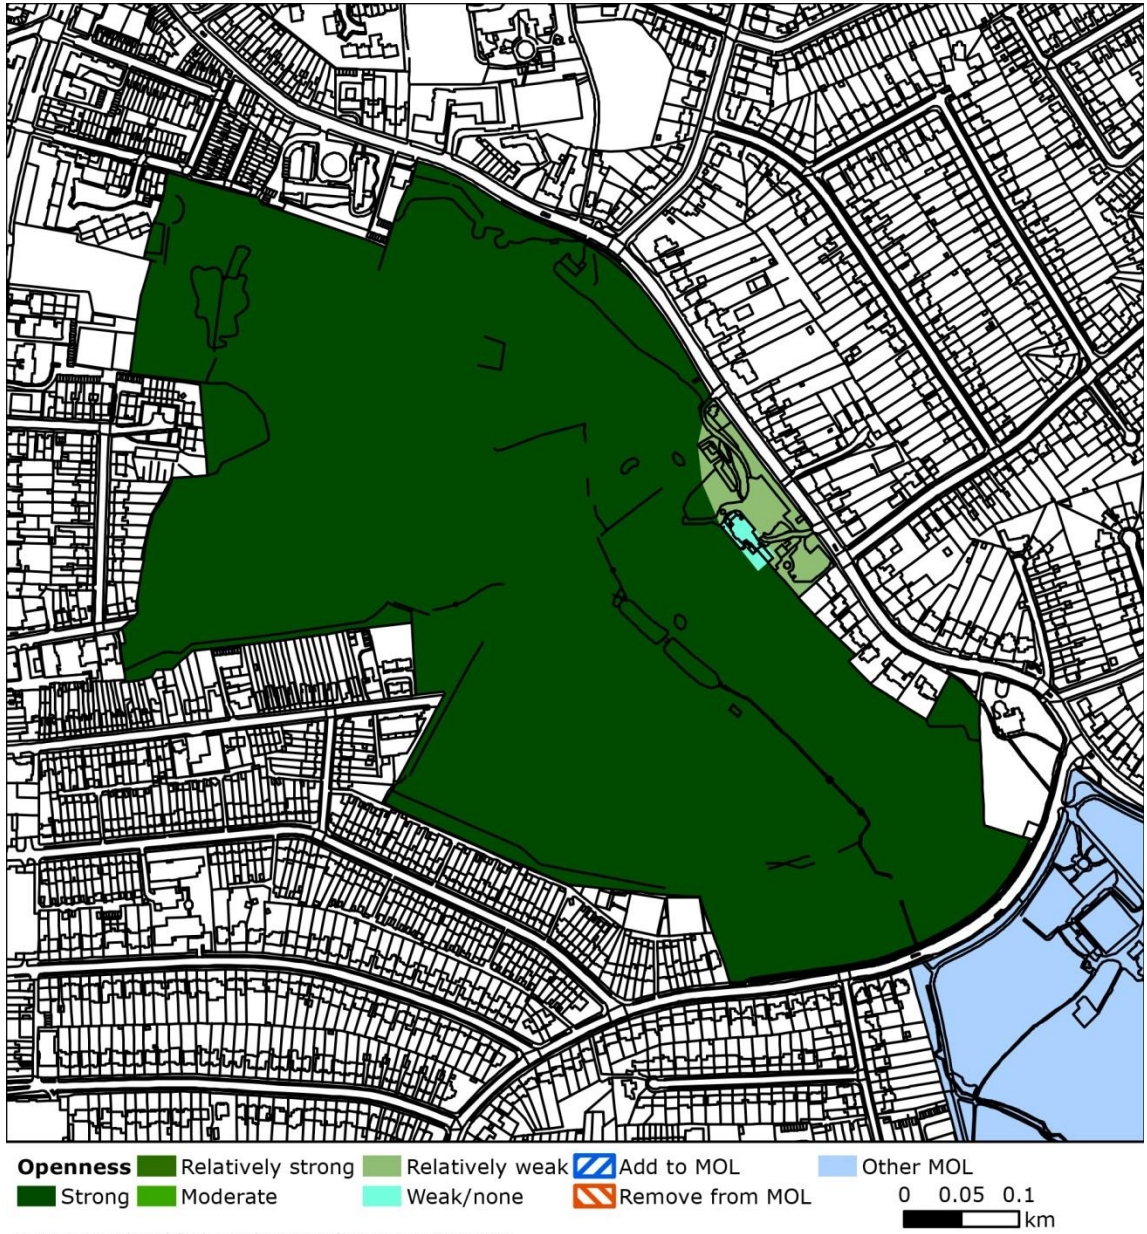 Openness Relatively strong Relatively weak Add to MOL Other MOL
Strong Moderate Weak/none Remove from MOL
0 0.05 0.1
km